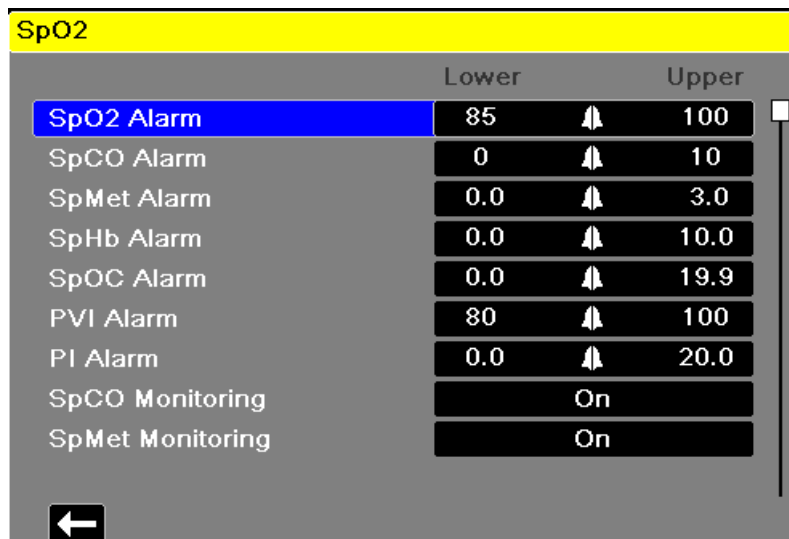 SpO2
Lower Upper
SpO2 Alarm 85 100
SpCO Alarm 0 10
SpMet Alarm 0.0 3.0
SpHb Alarm 0.0 10.0
SpOC Alarm 0.0 19.9
PVI Alarm 80 100
PI Alarm 0.0 20.0
SpCO Monitoring On
SpMet Monitoring On